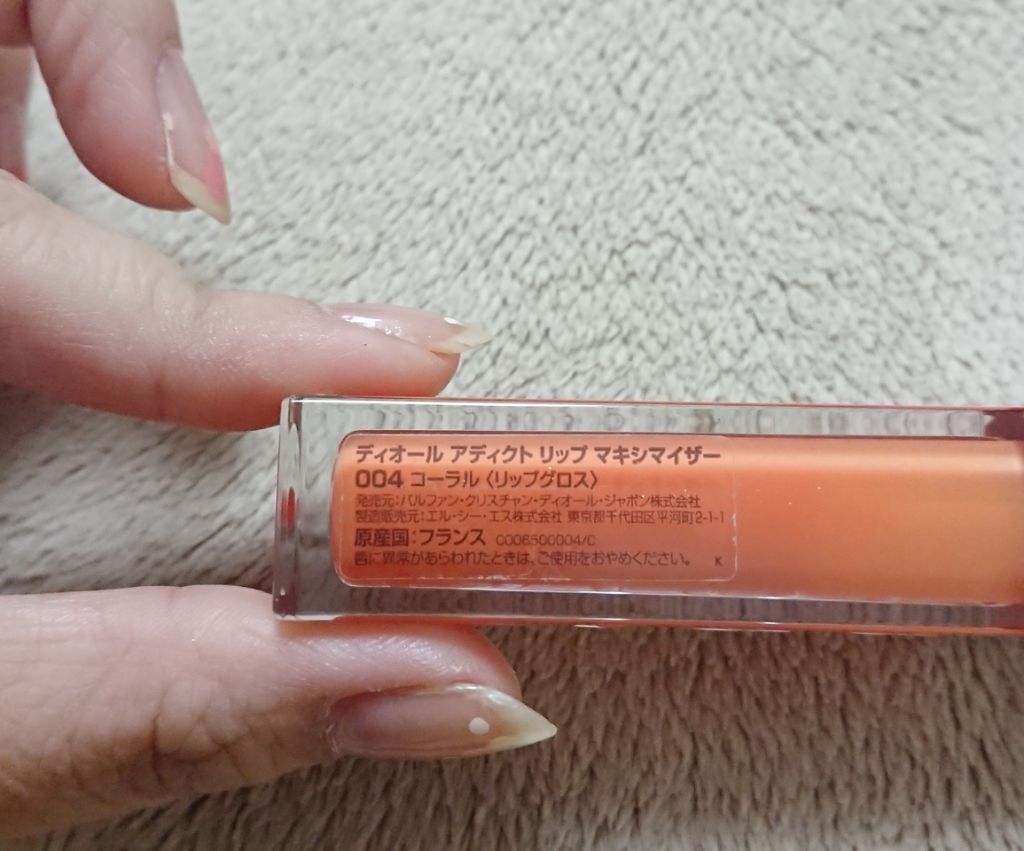 ディオール アディクト リップ マキシマイザー
004 コーラル〈リップグロス〉
発売元:パルファン・クリスチャン・ディオール・ジャポン株式会社
製造販売元:エル・シー・エス株式会社 東京都千代田区平河町2-1-1
原産国:フランス C006500004/C
唇に異常があらわれたときは、ご使用をおやめください。 K